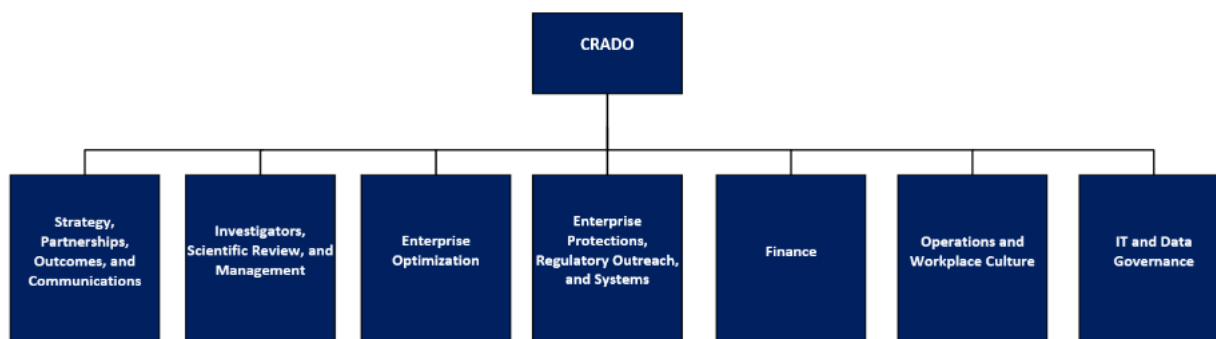 CRADO
Strategy,
Partnerships,
Outcomes, and
Communications
Investigators,
Scientific Review, and
Management
Enterprise
Optimization
Enterprise
Protections,
Regulatory Outreach,
and Systems
Finance
Operations and
Workplace Culture
IT and Data
Governance